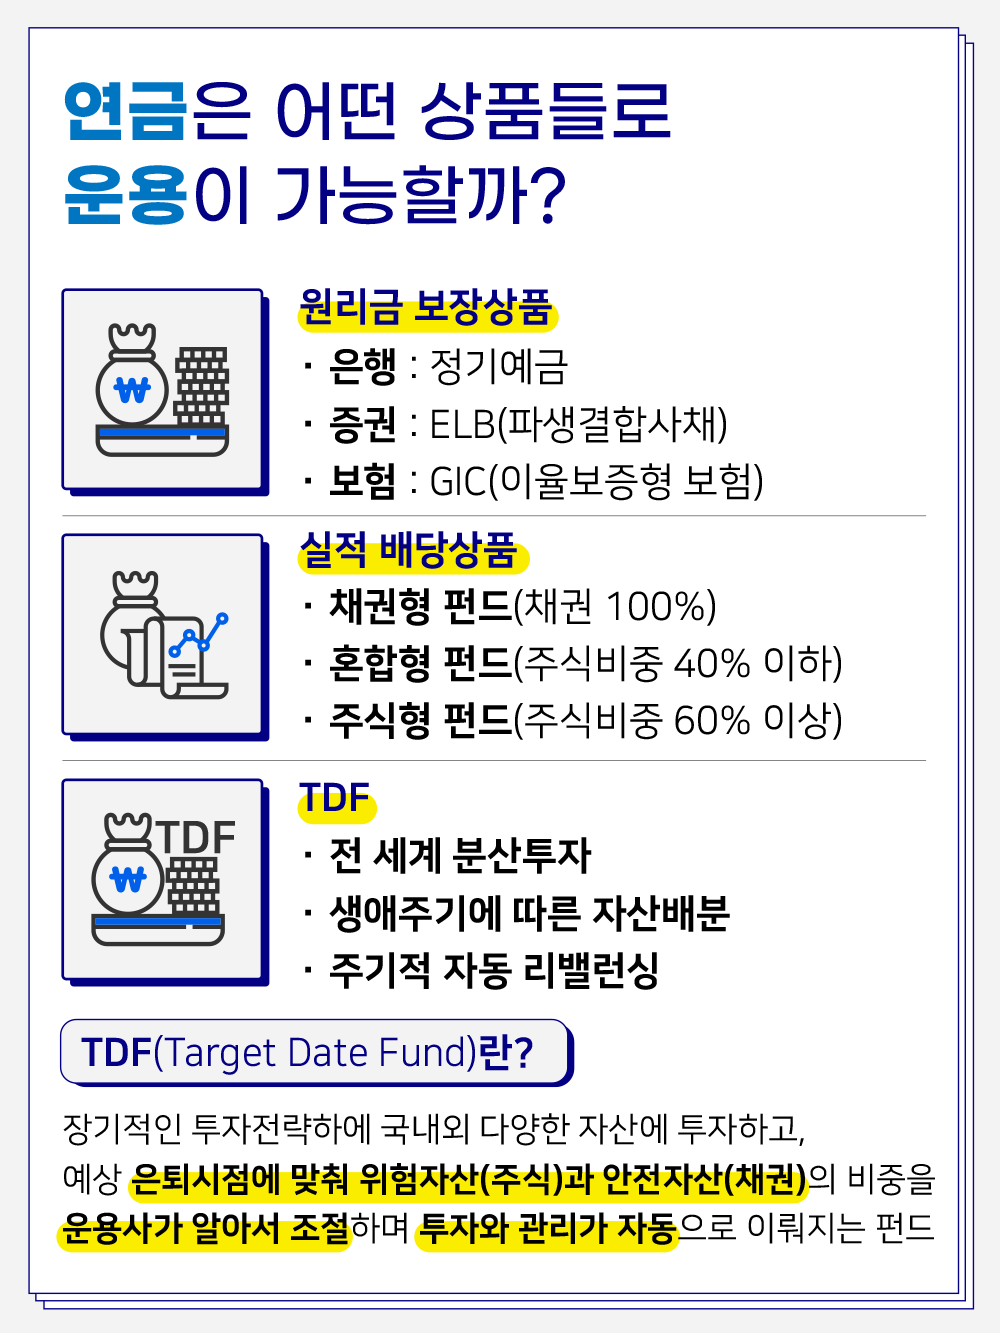 연금은 어떤 상품들로
운용이 가능할까?
원리금 보장상품
· 은행 : 정기예금
· 증권 : ELB(파생결합사채)
· 보험 : GIC(이율보증형 보험)
실적 배당상품
· 채권형 펀드(채권 100%)
· 혼합형 펀드(주식비중 40% 이하)
· 주식형 펀드(주식비중 60% 이상)
TDF
TDF
· 전 세계 분산투자
· 생애주기에 따른 자산배분
· 주기적 자동 리밸런싱
TDF(Target Date Fund)란?
장기적인 투자전략하에 국내외 다양한 자산에 투자하고,
예상 은퇴시점에 맞춰 위험자산(주식)과 안전자산(채권)의 비중을
운용사가 알아서 조절하며 투자와 관리가 자동으로 이뤄지는 펀드